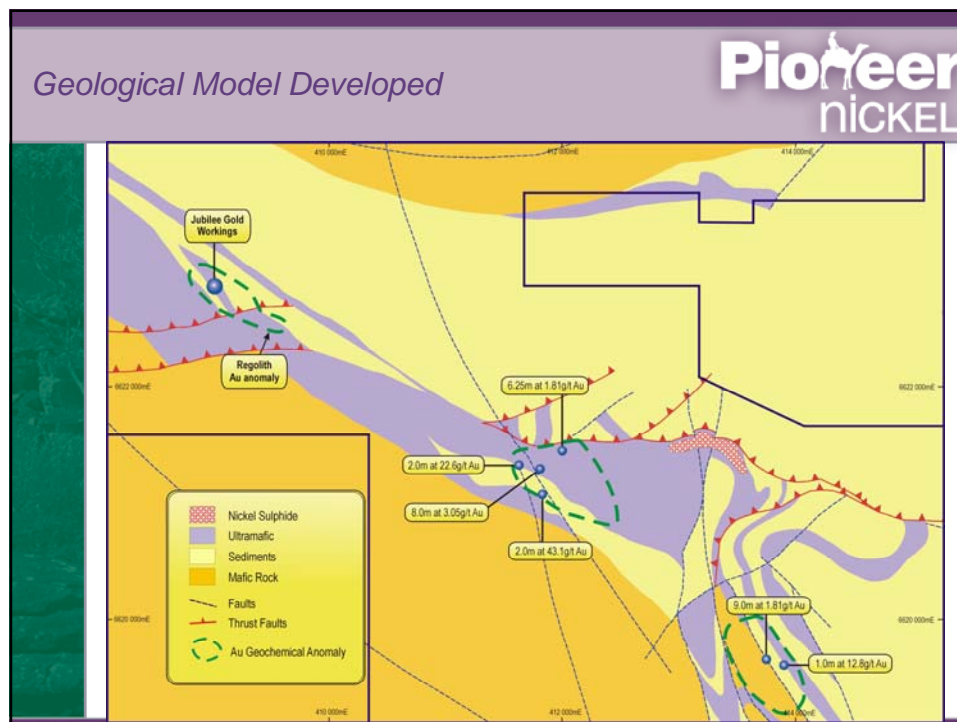 Geological Model Developed
Pioneer
NiCKEL
410 000mE
412 000mE
414 000mE
Jubilee Gold
Workings
Regolith
Au anomaly
6622 000mE
6622 000mE
6.25m at 1.81g/t Au
2.0m at 22.6g/t Au
8.0m at 3.05g/t Au
2.0m at 43.1g/t Au
Nickel Sulphide
Ultramafic
Sediments
Mafic Rock
Faults
Thrust Faults
Au Geochemical Anomaly
9.0m at 1.81g/t Au
1.0m at 12.8g/t Au
6620 000mE
6620 000mE
410 000mE
412 000mE
414 000mE